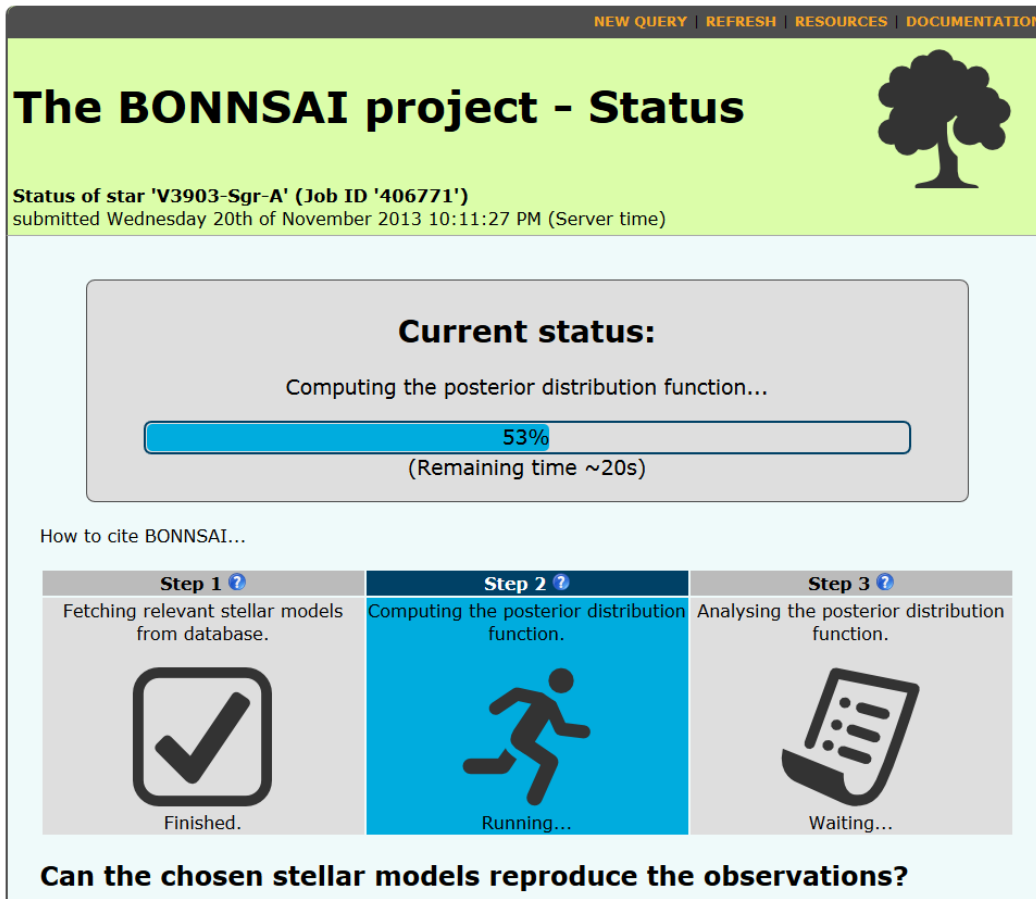 NEW QUERY | REFRESH | RESOURCES | DOCUMENTATION
The BONNSAI project - Status
Status of star 'V3903-Sgr-A' (Job ID '406771')
submitted Wednesday 20th of November 2013 10:11:27 PM (Server time)
Current status:
Computing the posterior distribution function...
53%
(Remaining time ~20s)
How to cite BONNSAI...
Step 1 ?
Fetching relevant stellar models
from database.
Finished.
Step 2 ?
Computing the posterior distribution
function.
Running...
Step 3 ?
Analysing the posterior distribution
function.
Waiting...
Can the chosen stellar models reproduce the observations?